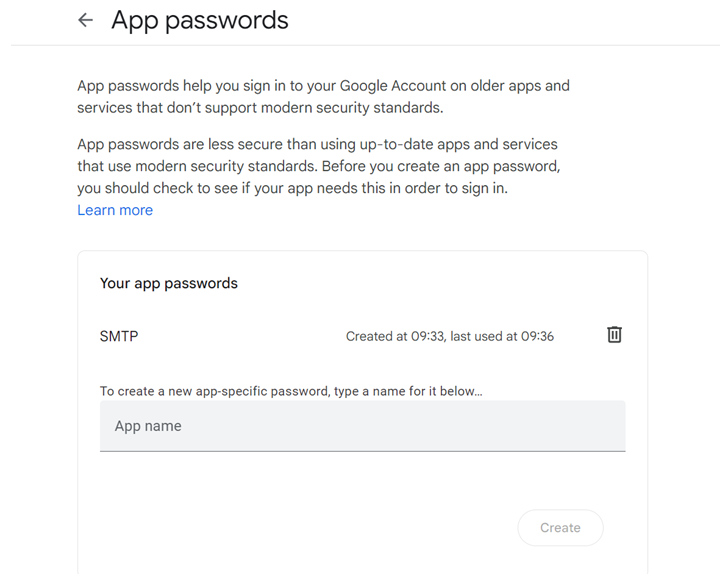 App passwords
App passwords help you sign in to your Google Account on older apps and
services that don’t support modern security standards.
App passwords are less secure than using up-to-date apps and services
that use modern security standards. Before you create an app password,
you should check to see if your app needs this in order to sign in.
Learn more
Your app passwords
SMTP Created at 09:33, last used at 09:36
To create a new app-specific password, type a name for it below...
App name
Create